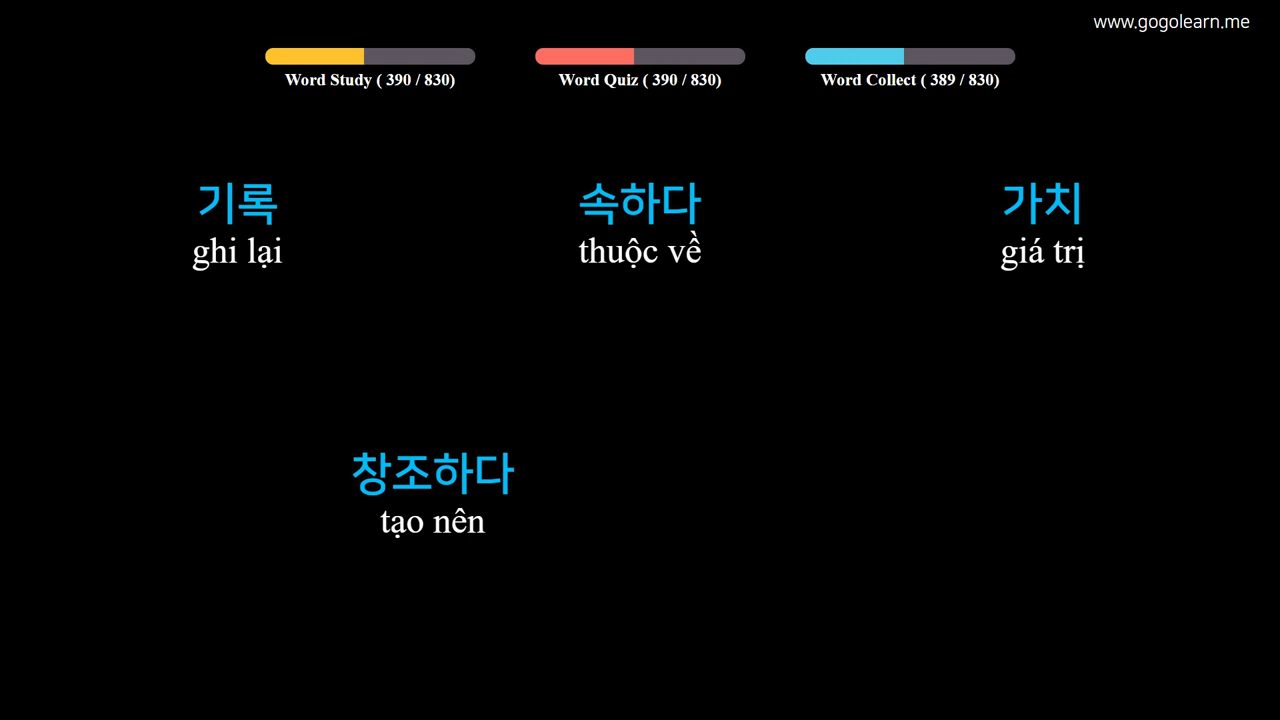 www.gogolearn.me
Word Study ( 390 / 830)
Word Quiz ( 390 / 830)
Word Collect ( 389 / 830)
기록
ghi lại
속하다
thuộc về
가치
giá trị
창조하다
tạo nên